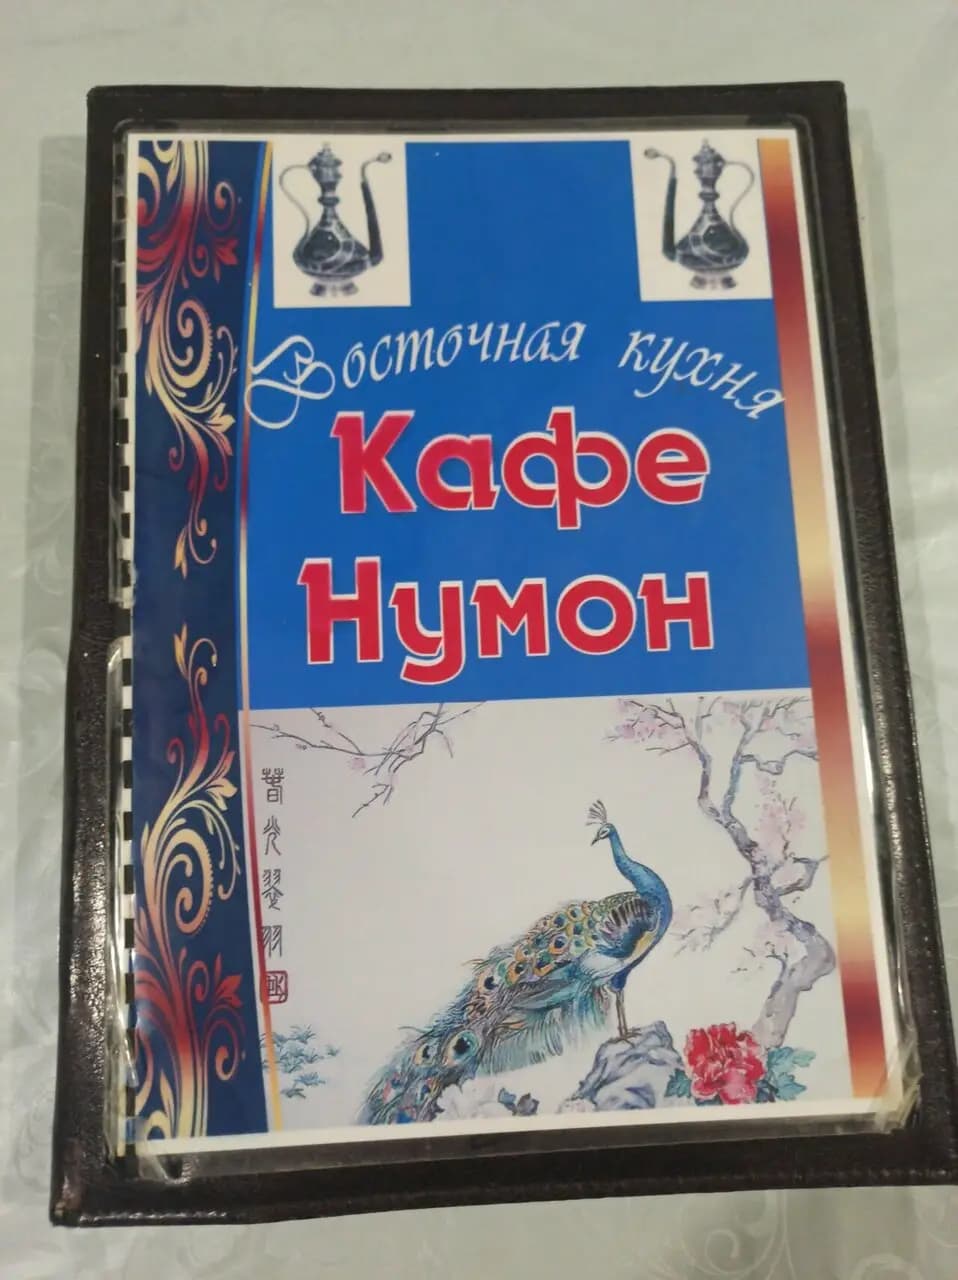 Восточная кухня
Кафе
Нумон